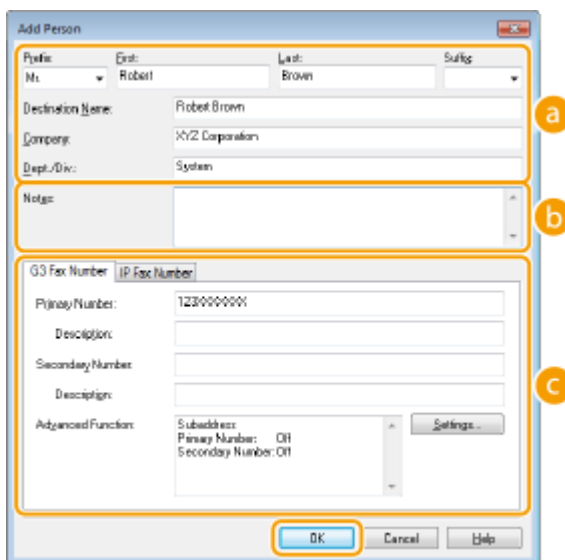 Add Person
Prefix: First: Last: Suffix:
Mr. Robert Brown
Destination Name: Robert Brown
Company: XYZ Corporation
Dept./Div.: System
a
Notes:
b
G3 Fax Number IP Fax Number
Primary Number: 123XXXXXXX
Description:
Secondary Number:
Description:
c
Advanced Function: Subaddress: Settings...
Primary Number: Off
Secondary Number: Off
OK Cancel Help